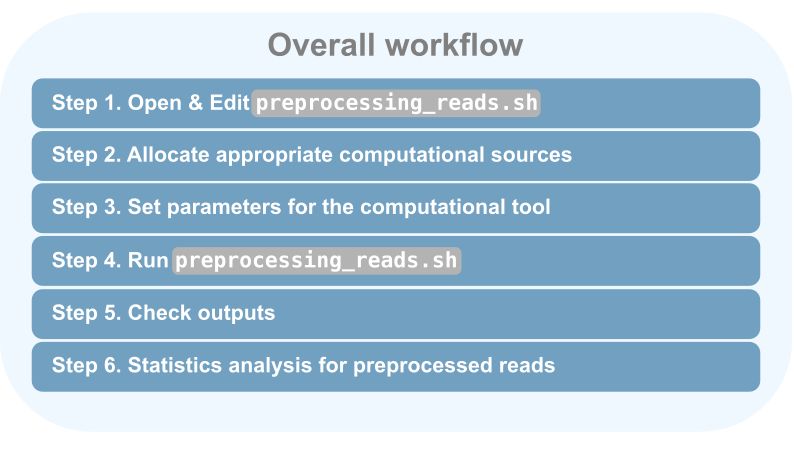 Overall workflow
Step 1. Open & Edit preprocessing_reads.sh
Step 2. Allocate appropriate computational sources
Step 3. Set parameters for the computational tool
Step 4. Run preprocessing_reads.sh
Step 5. Check outputs
Step 6. Statistics analysis for preprocessed reads